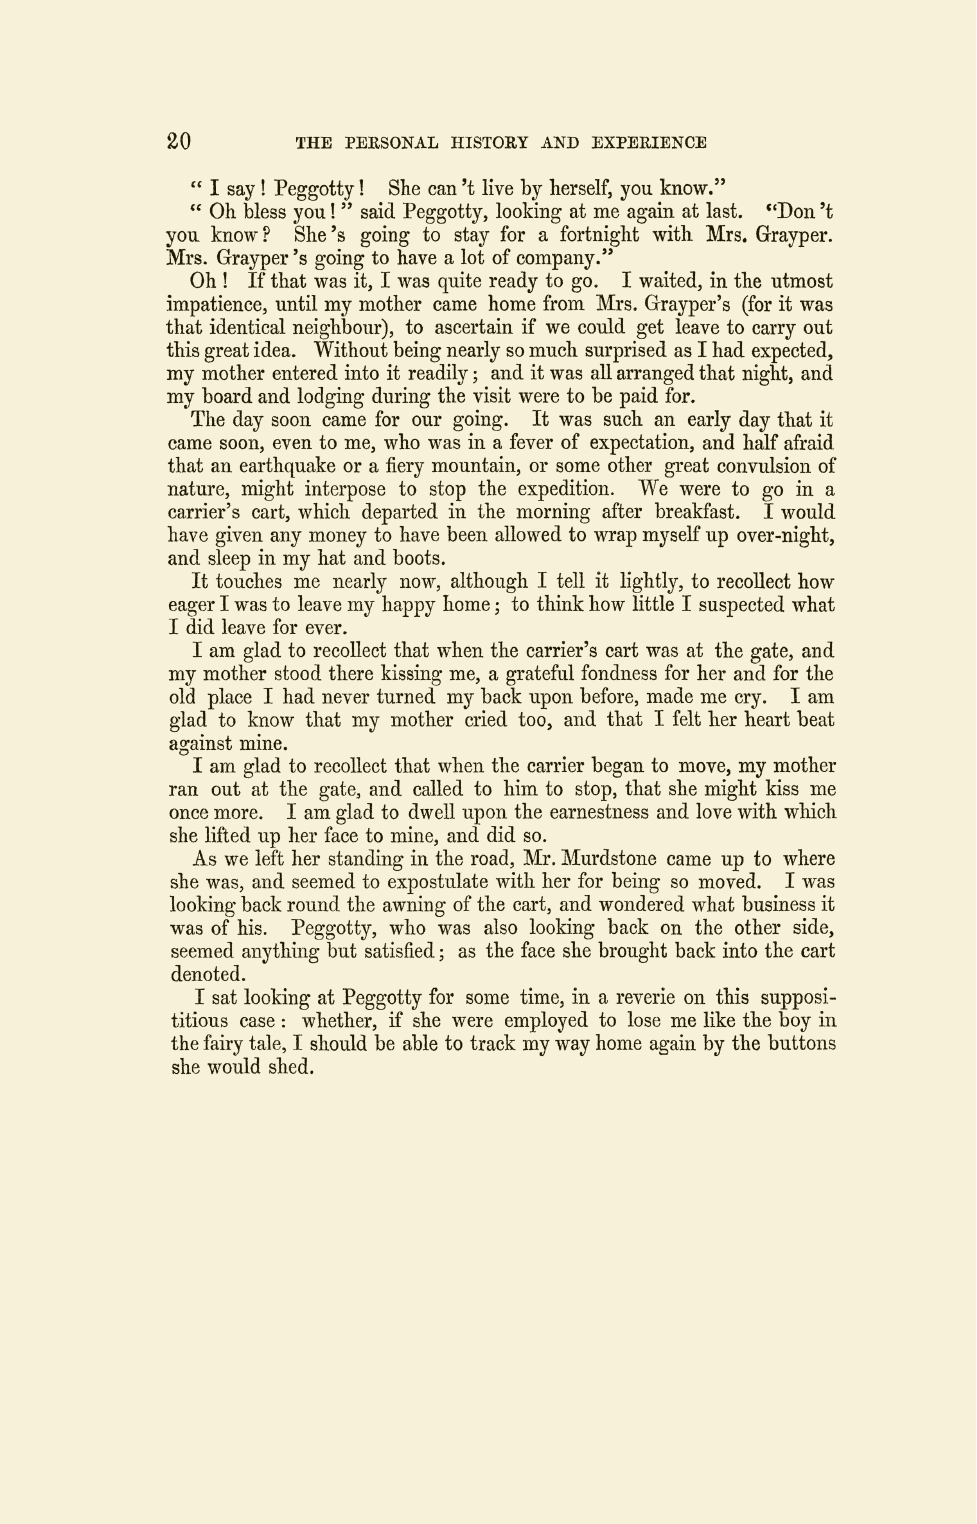 20 THE PERSONAL HISTORY AND EXPERIENCE
“ I say ! Peggotty ! She can ’t live by herself, you know.”
“ Oh bless you ! ” said Peggotty, looking at me again at last. “Don ’t
you know ? She ’s going to stay for a fortnight with Mrs. Grayper.
Mrs. Grayper ’s going to have a lot of company.”
Oh ! If that was it, I was quite ready to go. I waited, in the utmost
impatience, until my mother came home from Mrs. Grayper’s (for it was
that identical neighbour), to ascertain if we could get leave to carry out
this great idea. Without being nearly so much surprised as I had expected,
my mother entered into it readily ; and it was all arranged that night, and
my board and lodging during the visit were to be paid for.
The day soon came for our going. It was such an early day that it
came soon, even to me, who was in a fever of expectation, and half afraid
that an earthquake or a fiery mountain, or some other great convulsion of
nature, might interpose to stop the expedition. We were to go in a
carrier’s cart, which departed in the morning after breakfast. I would
have given any money to have been allowed to wrap myself up over-night,
and sleep in my hat and boots.
It touches me nearly now, although I tell it lightly, to recollect how
eager I was to leave my happy home ; to think how little I suspected what
I did leave for ever.
I am glad to recollect that when the carrier’s cart was at the gate, and
my mother stood there kissing me, a grateful fondness for her and for the
old place I had never turned my back upon before, made me cry. I am
glad to know that my mother cried too, and that I felt her heart beat
against mine.
I am glad to recollect that when the carrier began to move, my mother
ran out at the gate, and called to him to stop, that she might kiss me
once more. I am glad to dwell upon the earnestness and love with which
she lifted up her face to mine, and did so.
As we left her standing in the road, Mr. Murdstone came up to where
she was, and seemed to expostulate with her for being so moved. I was
looking back round the awning of the cart, and wondered what business it
was of his. Peggotty, who was also looking back on the other side,
seemed anything but satisfied ; as the face she brought back into the cart
denoted.
I sat looking at Peggotty for some time, in a reverie on this supposi-
titious case : whether, if she were employed to lose me like the boy in
the fairy tale, I should be able to track my way home again by the buttons
she would shed.